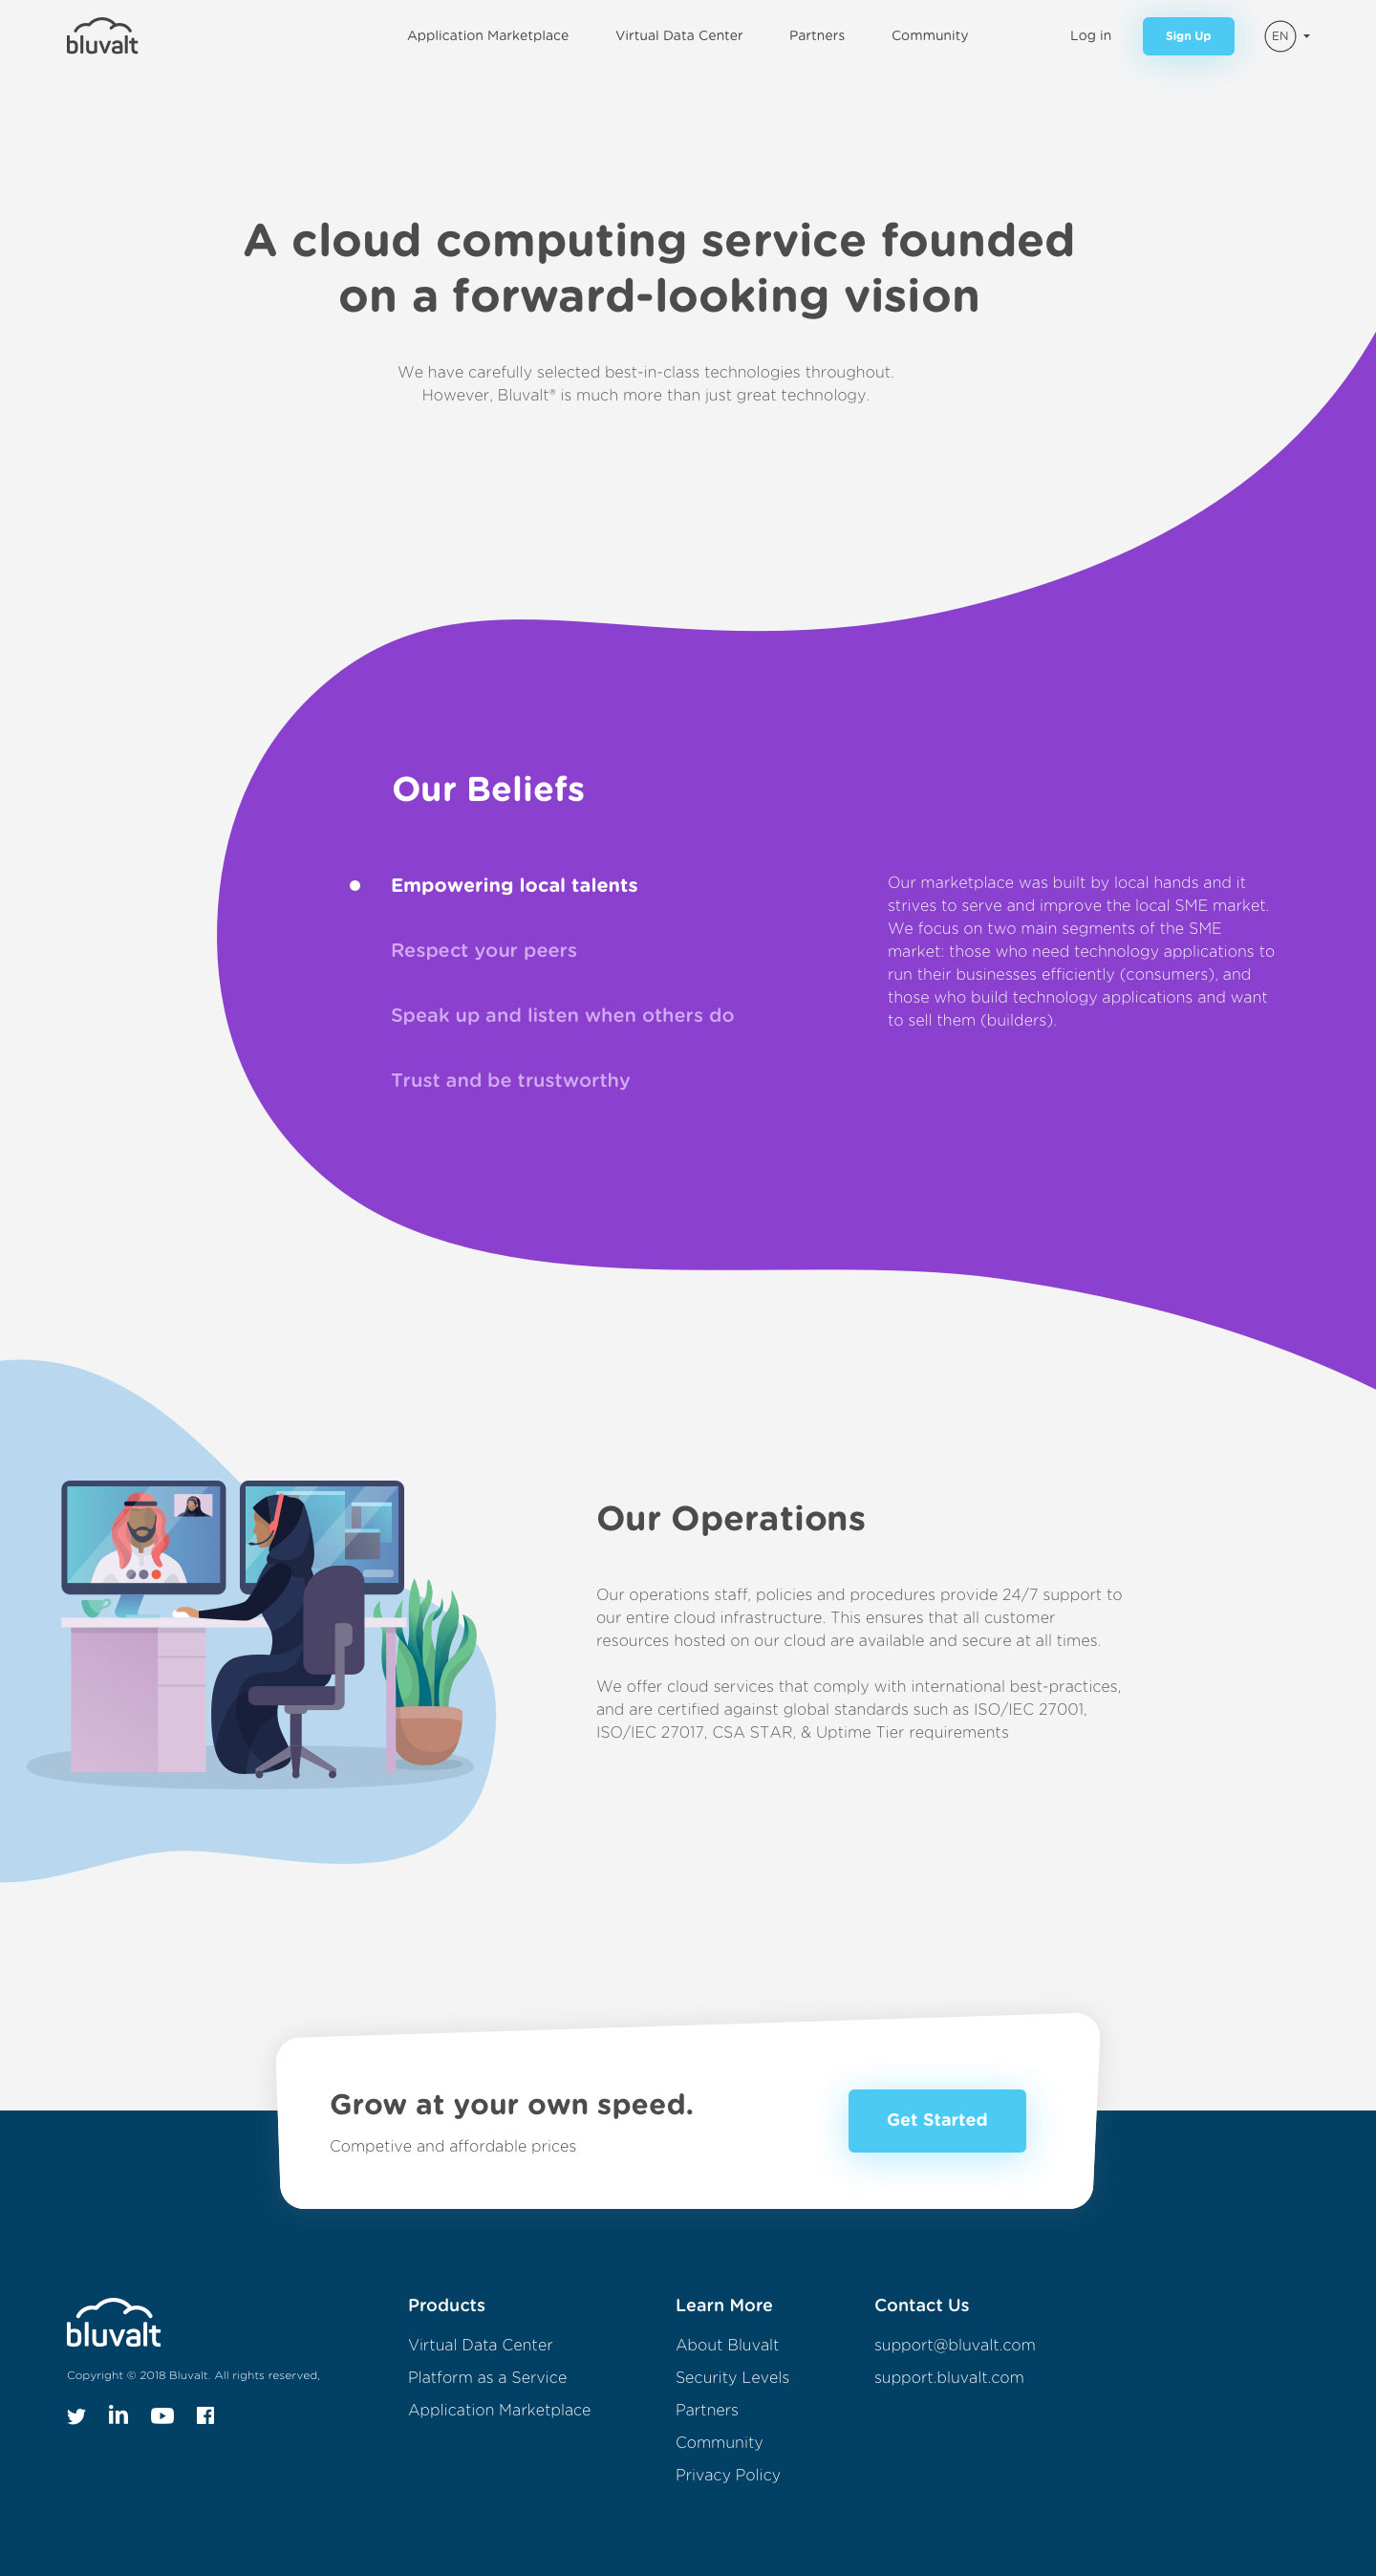 bluvalt
Application Marketplace
Virtual Data Center
Partners
Community
Log in
Sign Up
EN
A cloud computing service founded
on a forward-looking vision
We have carefully selected best-in-class technologies throughout.
However, Bluvalt® is much more than just great technology.
Our Beliefs
Empowering local talents
Respect your peers
Speak up and listen when others do
Trust and be trustworthy
Our marketplace was built by local hands and it
strives to serve and improve the local SME market.
We focus on two main segments of the SME
market: those who need technology applications to
run their businesses efficiently (consumers), and
those who build technology applications and want
to sell them (builders).
Our Operations
Our operations staff, policies and procedures provide 24/7 support to
our entire cloud infrastructure. This ensures that all customer
resources hosted on our cloud are available and secure at all times.
We offer cloud services that comply with international best-practices,
and are certified against global standards such as ISO/IEC 27001,
ISO/IEC 27017, CSA STAR, & Uptime Tier requirements
Grow at your own speed.
Competive and affordable prices
Get Started
bluvalt
Copyright © 2018 Bluvalt. All rights reserved,
Products
Virtual Data Center
Platform as a Service
Application Marketplace
Learn More
About Bluvalt
Security Levels
Partners
Community
Privacy Policy
Contact Us
support@bluvalt.com
support.bluvalt.com